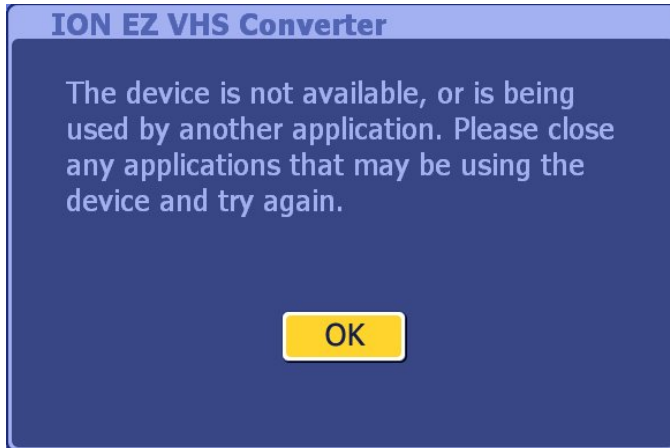 ION EZ VHS Converter
The device is not available, or is being
used by another application. Please close
any applications that may be using the
device and try again.
OK